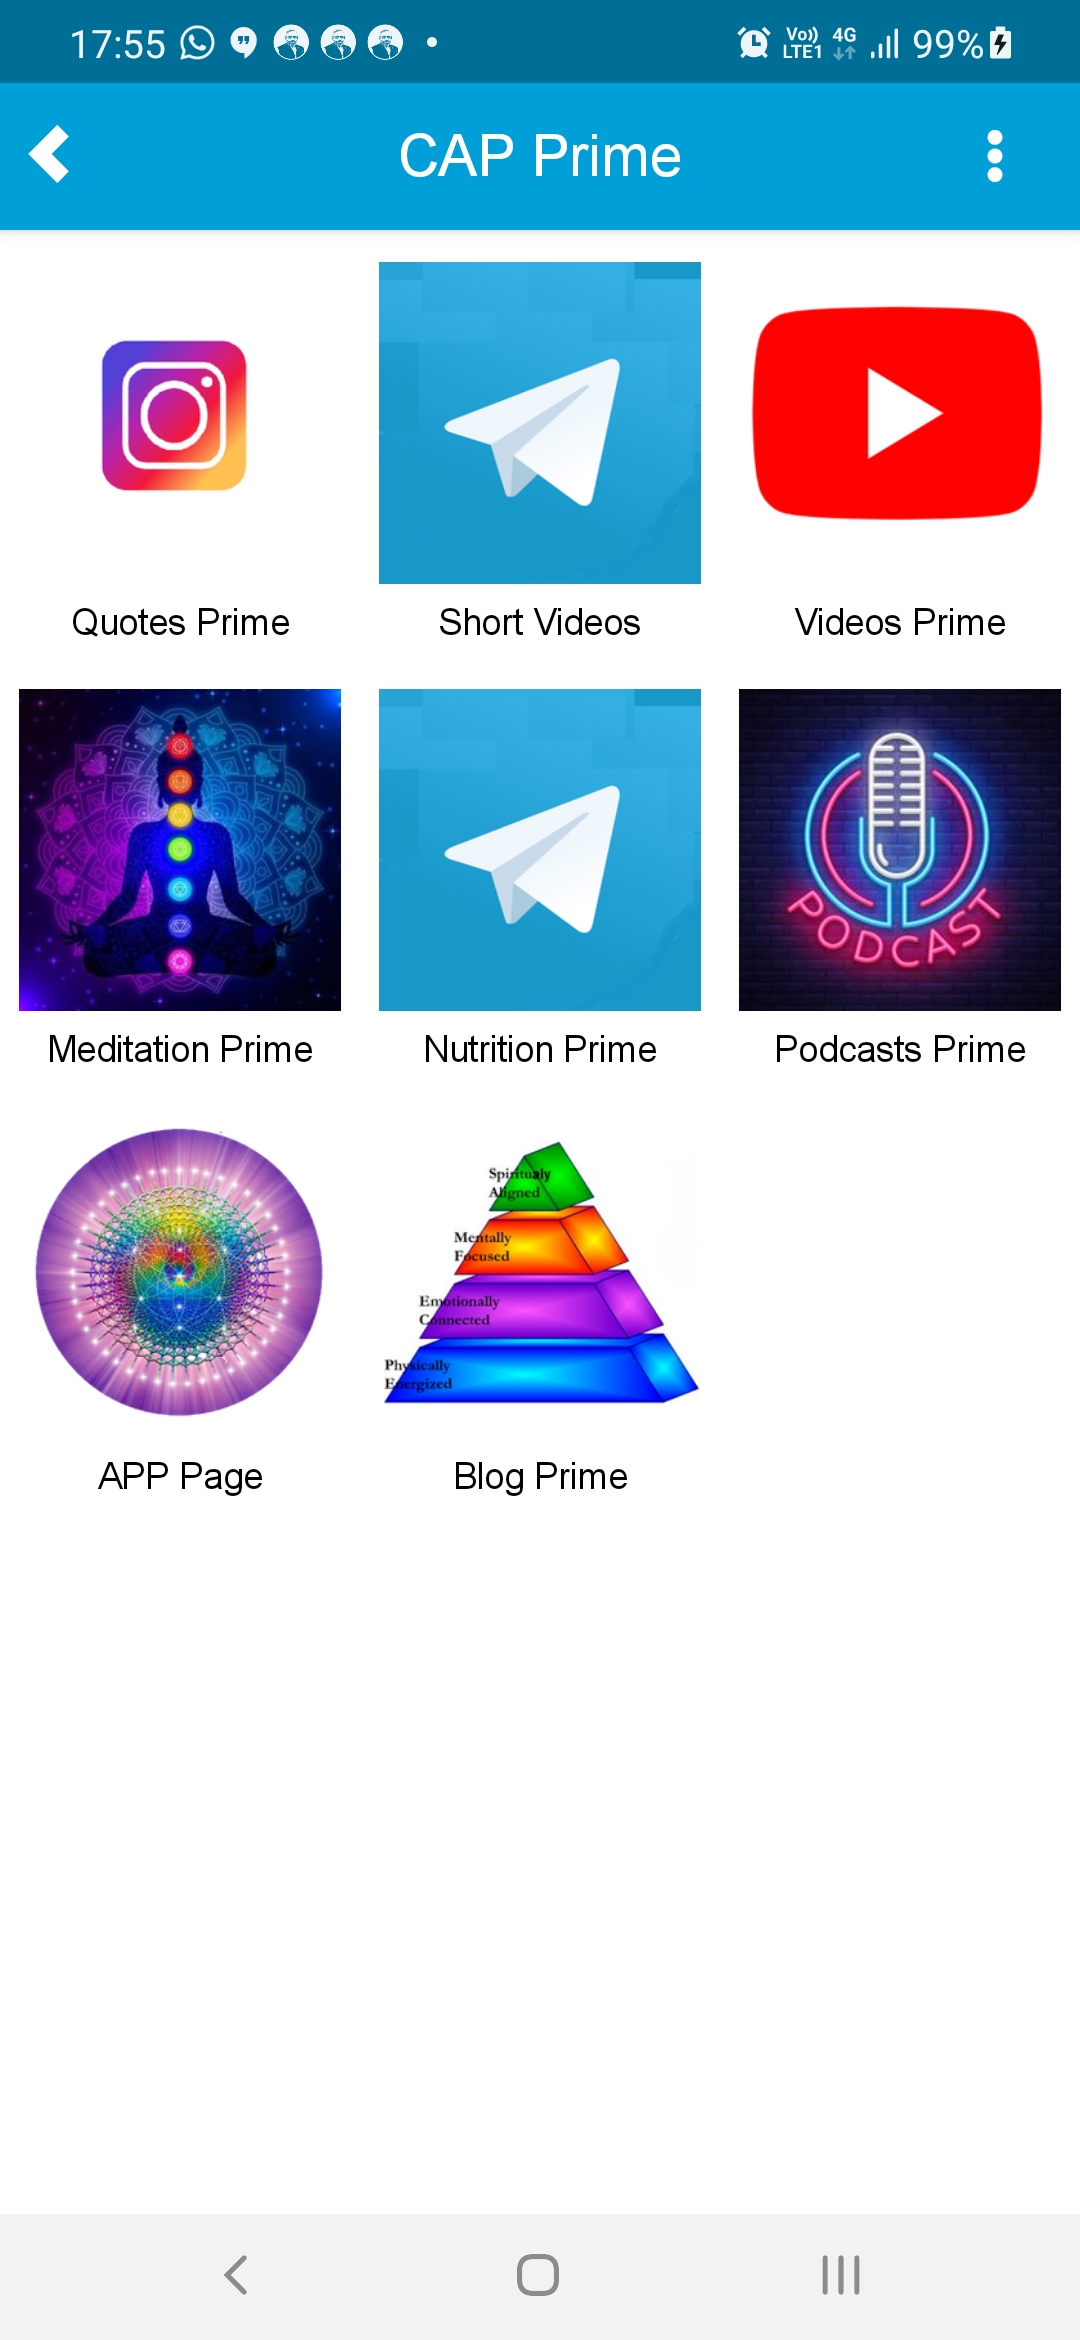 17:55
Vo)) LTE1 4G 99%
CAP Prime
Quotes Prime
Short Videos
Videos Prime
PODCAST
Meditation Prime
Nutrition Prime
Podcasts Prime
Spiritualy
Aligned
Mentally
Focused
Emotionally
Connected
Physically
Energized
APP Page
Blog Prime